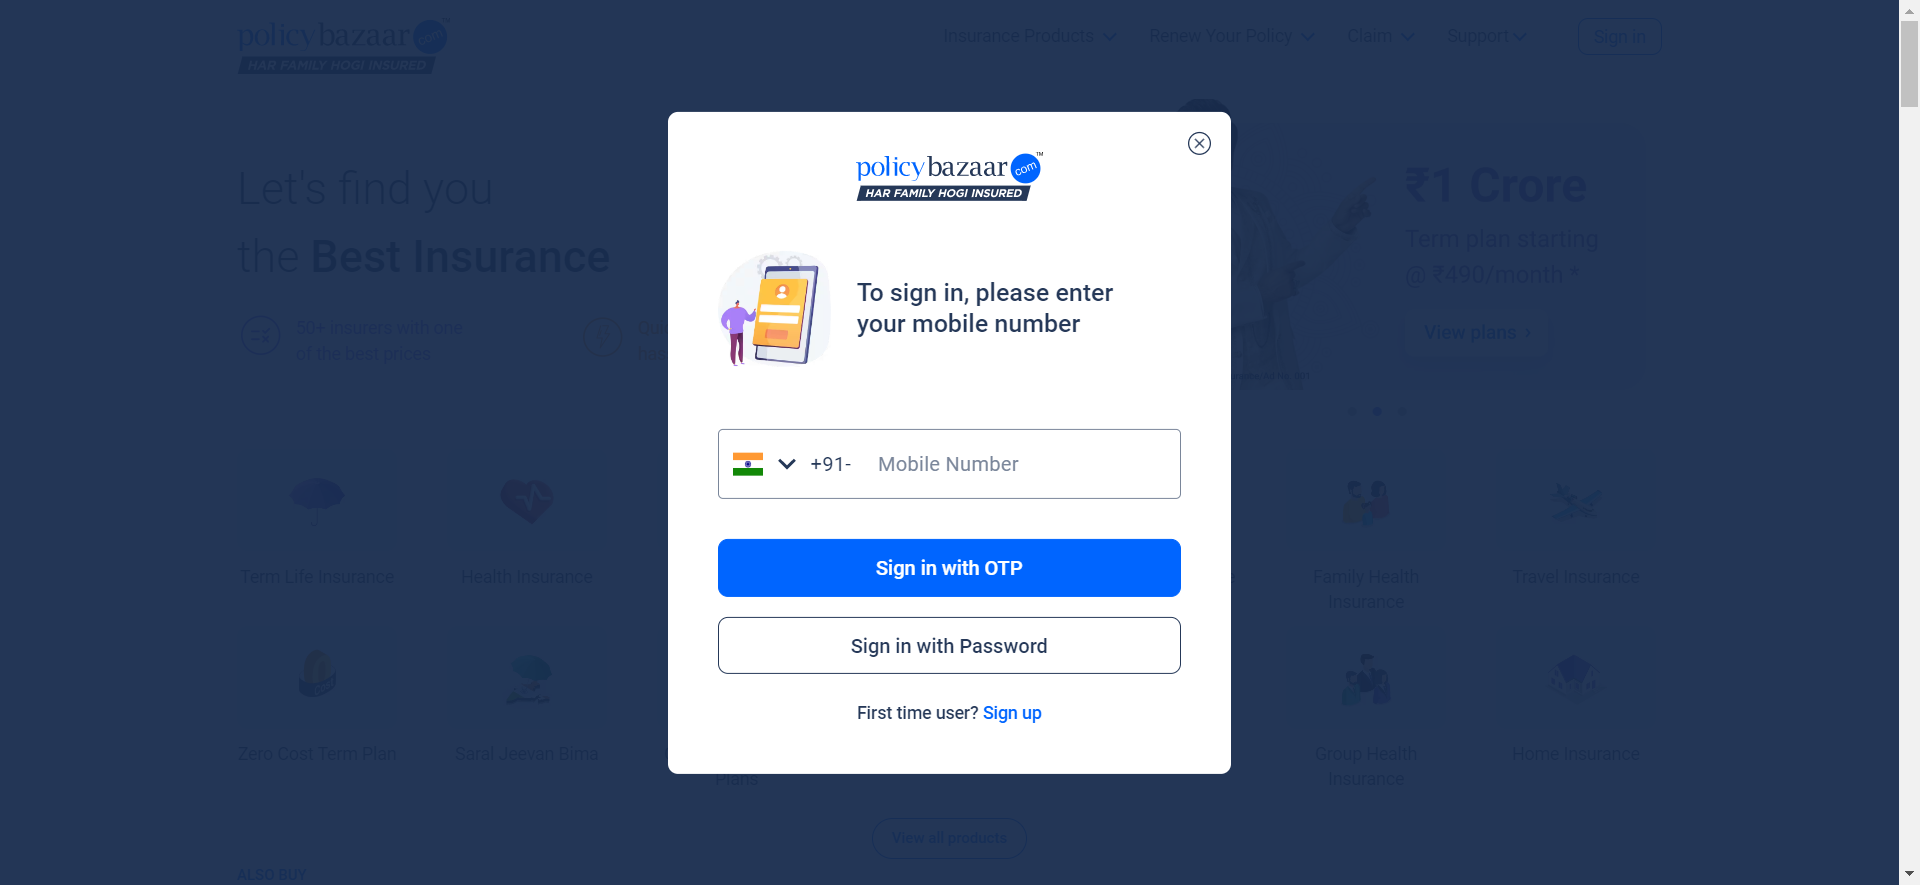 policybazaar com
HAR FAMILY HOGI INSURED
Insurance Products
Renew Your Policy
Claim
Support
Sign in
Let's find you
the Best Insurance
50+ insurers with one
of the best prices
₹1 Crore
Term plan starting
@ ₹490/month *
View plans ›
policybazaar com ™
HAR FAMILY HOGI INSURED
To sign in, please enter
your mobile number
+91-
Mobile Number
Sign in with OTP
Sign in with Password
First time user? Sign up
Term Life Insurance
Health Insurance
Family Health
Insurance
Travel Insurance
Zero Cost Term Plan
Saral Jeevan Bima
Plans
Group Health
Insurance
Home Insurance
View all products
ALSO BUY